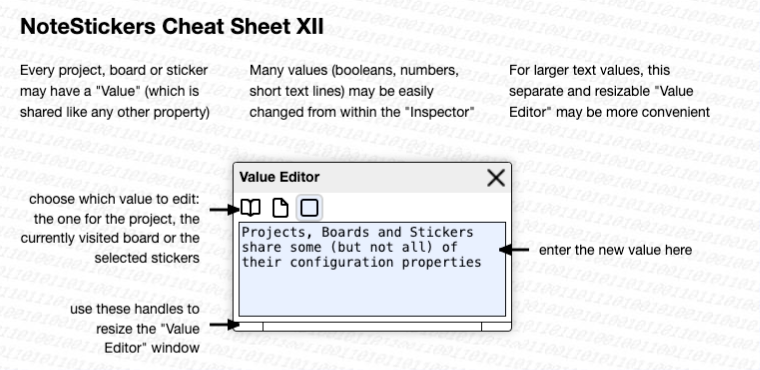 NoteStickers Cheat Sheet XII
Every project, board or sticker
may have a "Value" (which is
shared like any other property)
Many values (booleans, numbers,
short text lines) may be easily
changed from within the "Inspector"
For larger text values, this
separate and resizable "Value
Editor" may be more convenient
Value Editor
choose which value to edit:
the one for the project, the
currently visited board or the
selected stickers
Projects, Boards and Stickers
share some (but not all) of
their configuration properties
enter the new value here
use these handles to
resize the "Value
Editor" window